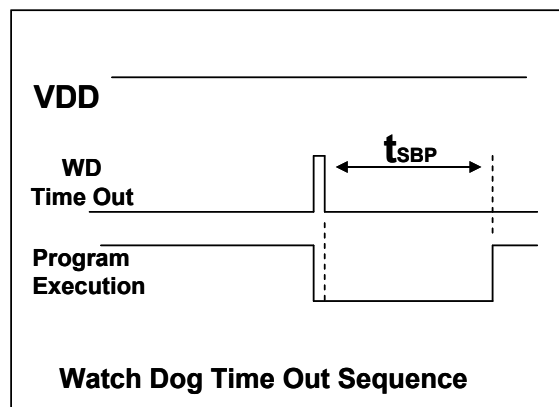 VDD
tSBP
WD
Time Out
Program
Execution
Watch Dog Time Out Sequence